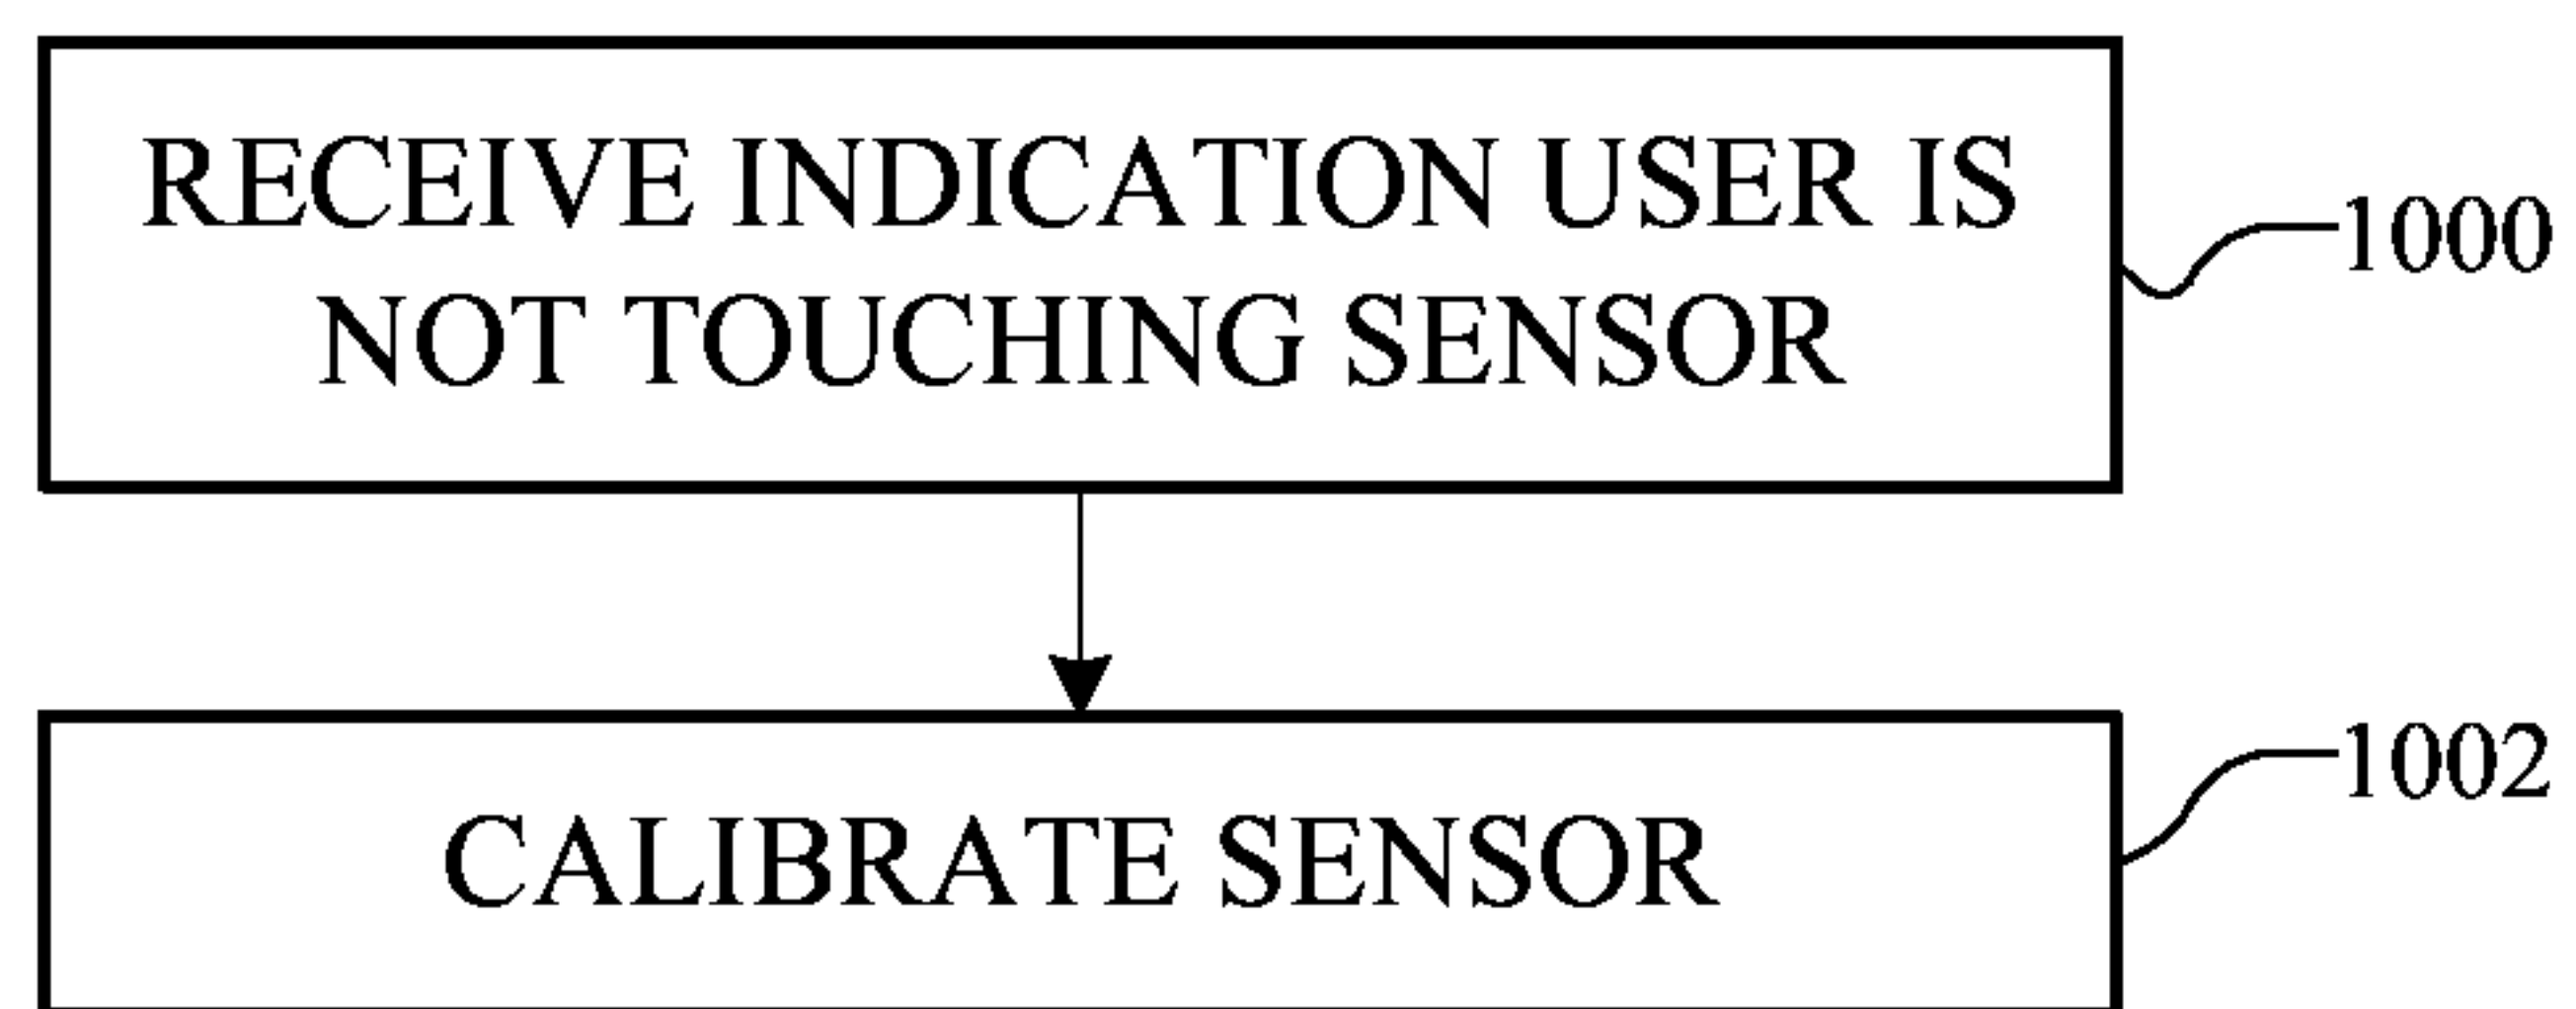 RECEIVE INDICATION USER IS
NOT TOUCHING SENSOR
1000
CALIBRATE SENSOR
1002